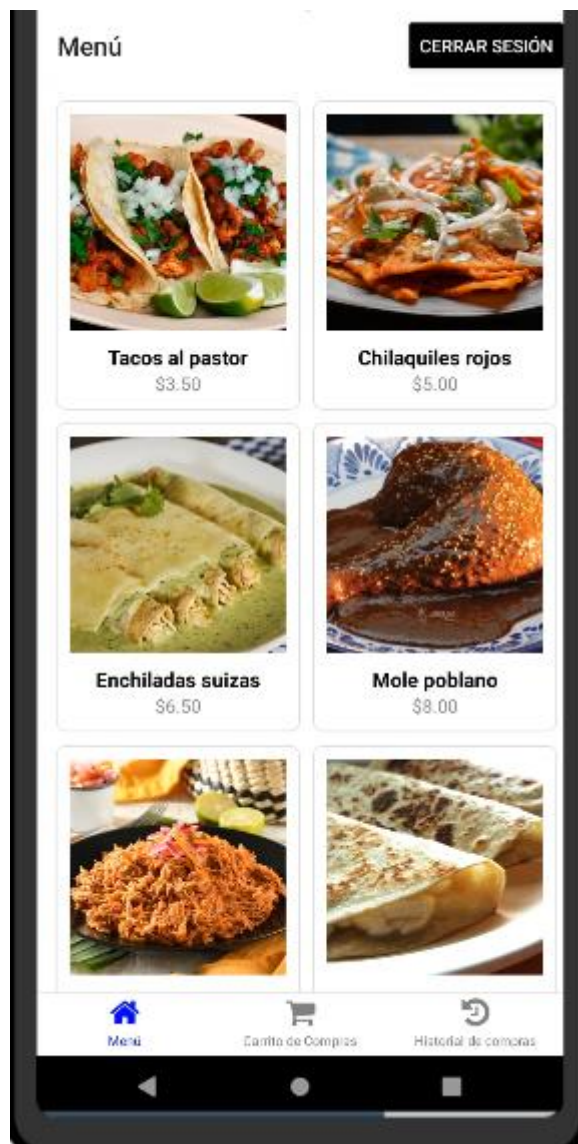 Menú
CERRAR SESIÓN
Tacos al pastor
$3.50
Chilaquiles rojos
$5.00
Enchiladas suizas
$6.50
Mole poblano
$8.00
Menú
Carrito de Compras
Historial de compras